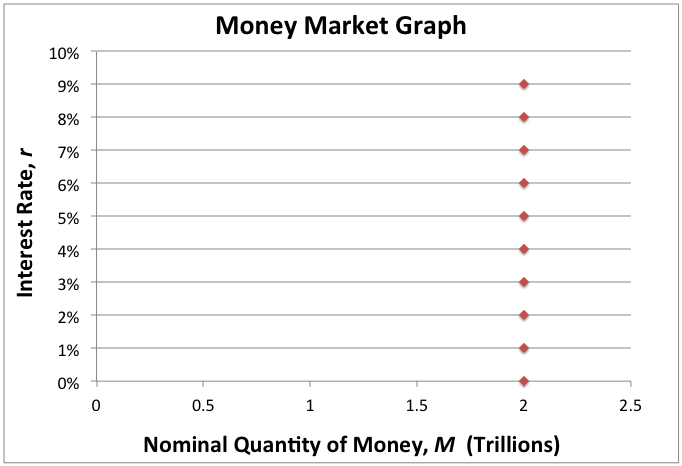 Money Market Graph
10%
9%
8%
7%
6%
5%
4%
3%
2%
1%
0%
Interest Rate, r
0 0.5 1 1.5 2 2.5
Nominal Quantity of Money, M (Trillions)